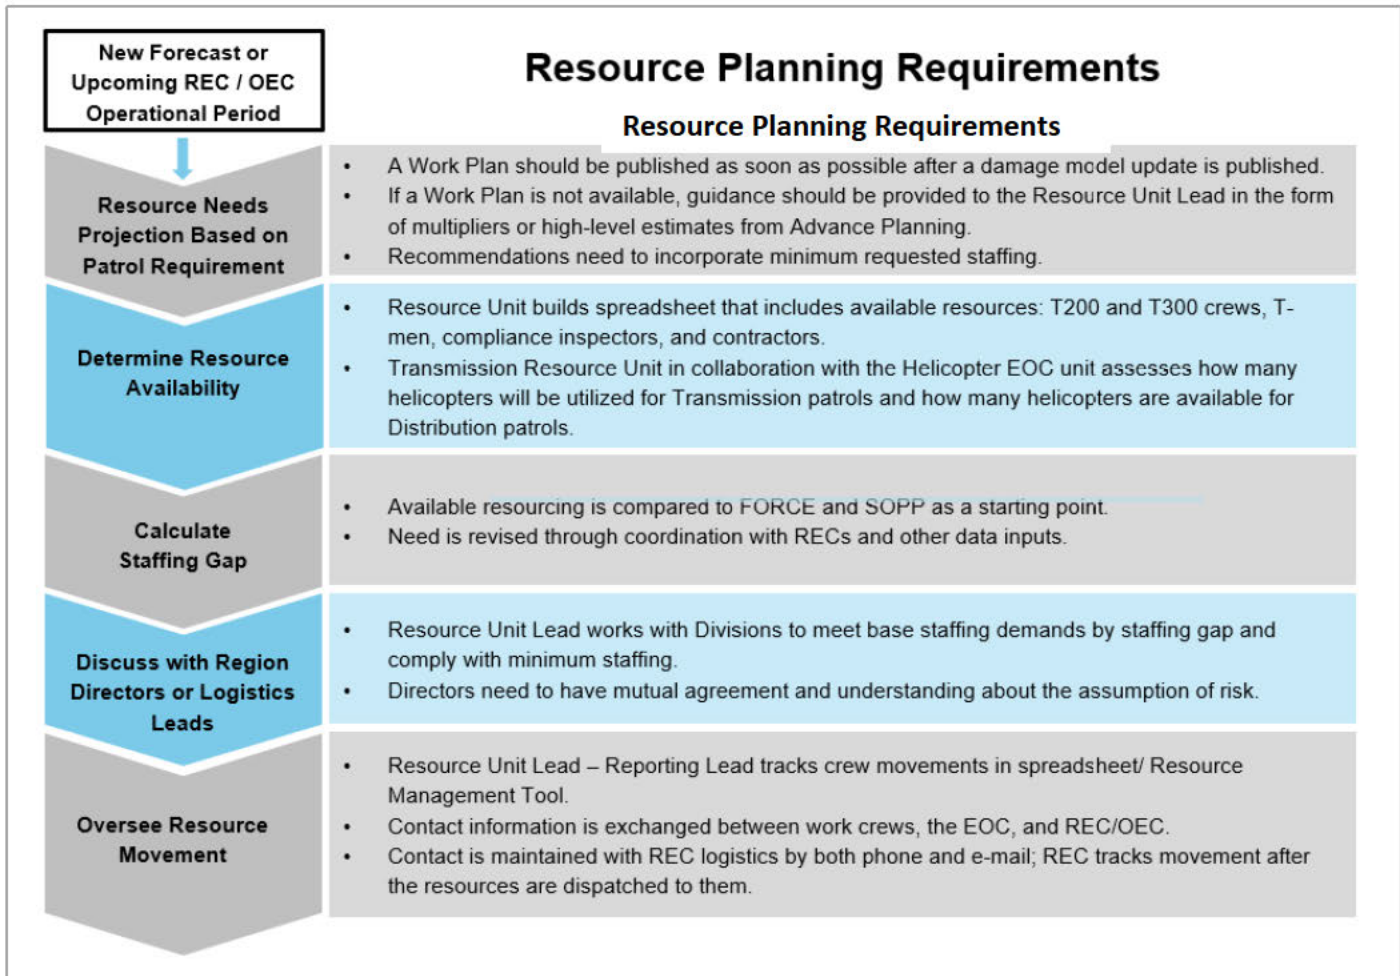 New Forecast or
Upcoming REC / OEC
Operational Period
Resource Planning Requirements
Resource Planning Requirements
Resource Needs
Projection Based on
Patrol Requirement
• A Work Plan should be published as soon as possible after a damage model update is published.
• If a Work Plan is not available, guidance should be provided to the Resource Unit Lead in the form
of multipliers or high-level estimates from Advance Planning.
• Recommendations need to incorporate minimum requested staffing.
Determine Resource
Availability
• Resource Unit builds spreadsheet that includes available resources: T200 and T300 crews, T-
men, compliance inspectors, and contractors.
• Transmission Resource Unit in collaboration with the Helicopter EOC unit assesses how many
helicopters will be utilized for Transmission patrols and how many helicopters are available for
Distribution patrols.
Calculate
Staffing Gap
• Available resourcing is compared to FORCE and SOPP as a starting point.
• Need is revised through coordination with RECs and other data inputs.
Discuss with Region
Directors or Logistics
Leads
• Resource Unit Lead works with Divisions to meet base staffing demands by staffing gap and
comply with minimum staffing.
• Directors need to have mutual agreement and understanding about the assumption of risk.
Oversee Resource
Movement
• Resource Unit Lead – Reporting Lead tracks crew movements in spreadsheet/ Resource
Management Tool.
• Contact information is exchanged between work crews, the EOC, and REC/OEC.
• Contact is maintained with REC logistics by both phone and e-mail; REC tracks movement after
the resources are dispatched to them.